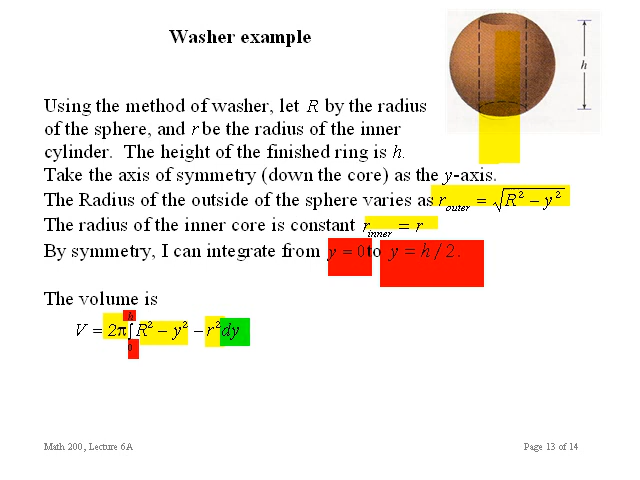 Washer example
h
Using the method of washer, let R by the radius
of the sphere, and r be the radius of the inner
cylinder. The height of the finished ring is h.
Take the axis of symmetry (down the core) as the y-axis.
The Radius of the outside of the sphere varies as r_outer = √(R² – y²)
The radius of the inner core is constant r_inner = r
By symmetry, I can integrate from y = 0 to y = h / 2.
The volume is
V = 2π∫₀ʰ R² – y² – r² dy
Math 200, Lecture 6A
Page 13 of 14